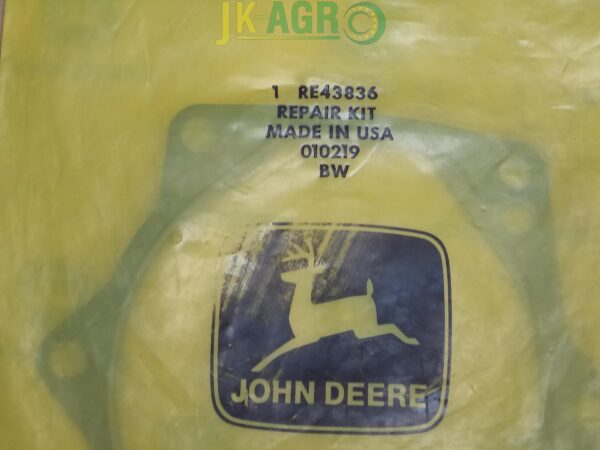 JK AGRO
1 RE43836
REPAIR KIT
MADE IN USA
010219
BW
JOHN DEERE